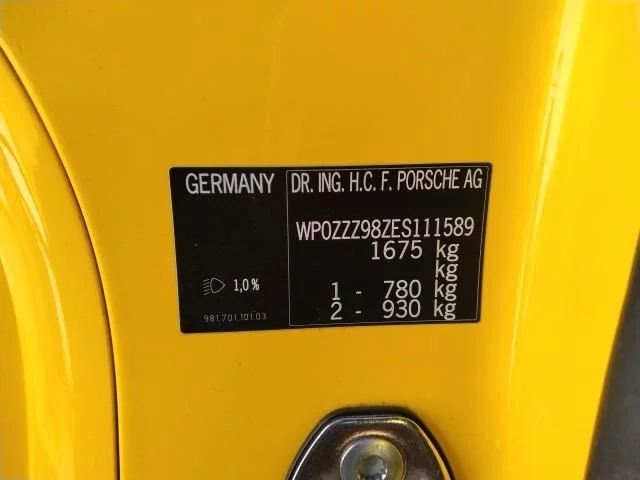 GERMANY
DR. ING. H.C. F. PORSCHE AG
WP0ZZZ98ZES111589
1675 kg
kg
1 - 780 kg
2 - 930 kg
1,0%
981.701.101.03